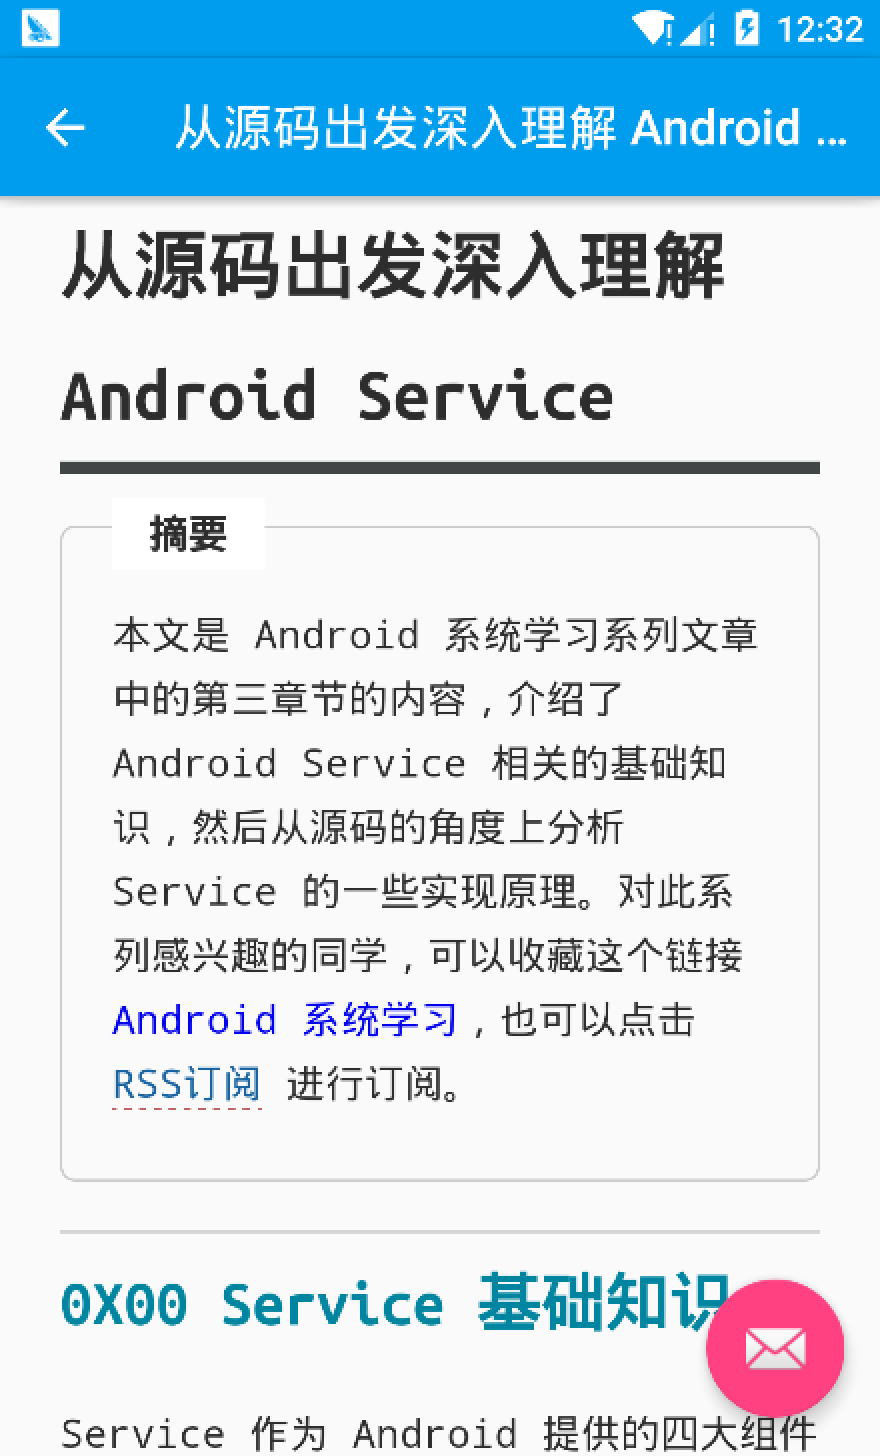 12:32
从源码出发深入理解 Android ...
从源码出发深入理解
Android Service
摘要
本文是 Android 系统学习系列文章
中的第三章节的内容，介绍了
Android Service 相关的基础知
识，然后从源码的角度上分析
Service 的一些实现原理。对此系
列感兴趣的同学，可以收藏这个链接
Android 系统学习，也可以点击
RSS订阅 进行订阅。
0X00 Service 基础知识
Service 作为 Android 提供的四大组件